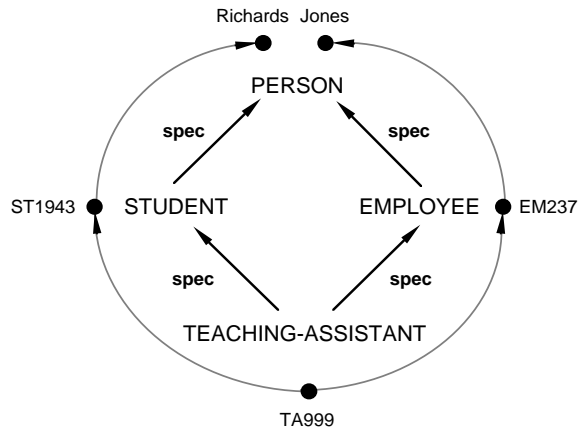 Richards Jones
PERSON
spec spec
ST1943 STUDENT EMPLOYEE EM237
spec spec
TEACHING-ASSISTANT
TA999